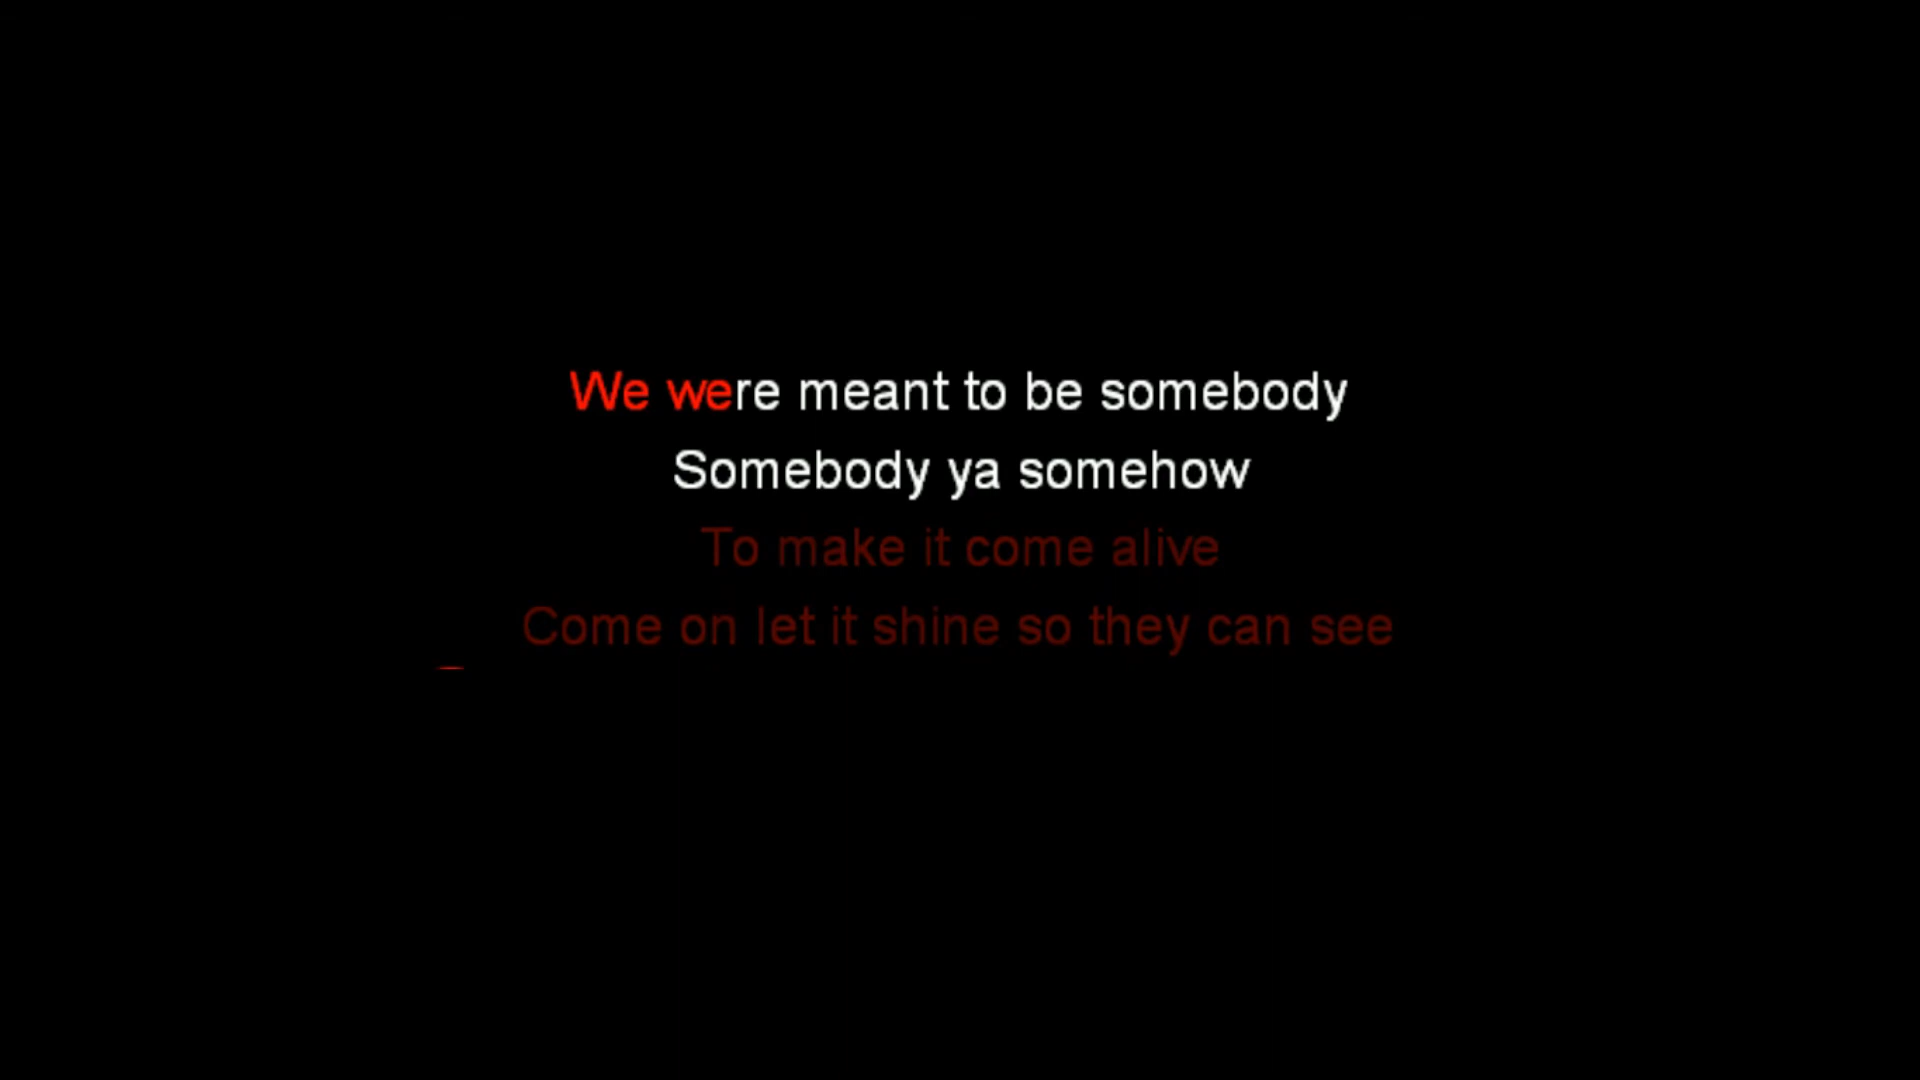 We were meant to be somebody
Somebody ya somehow
To make it come alive
Come on let it shine so they can see